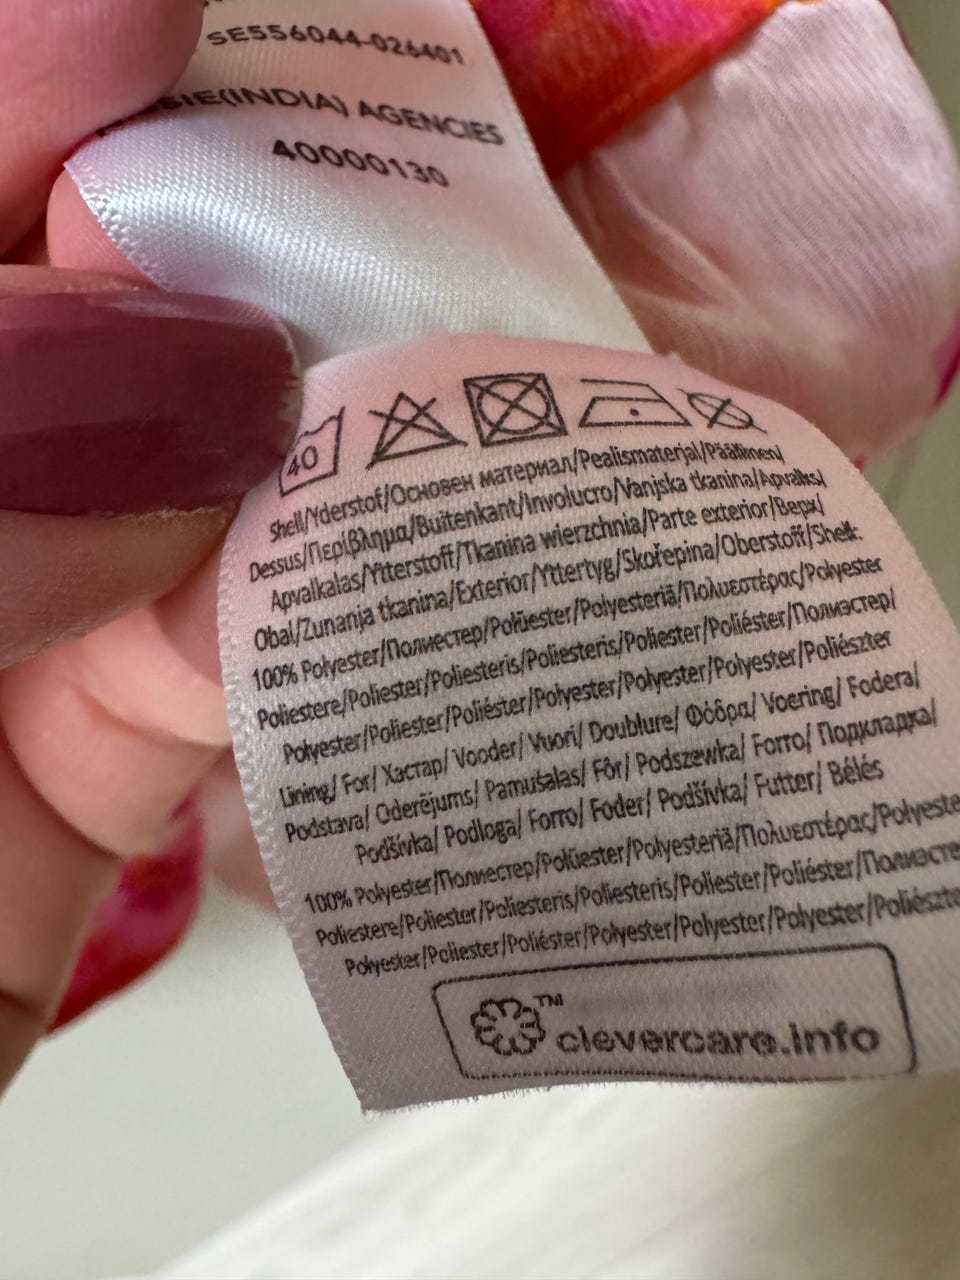 SE556044-026401
(INDIA) AGENCIES
40000130
40
Shell/Yderstof/Основен материал/Pealismaterjal/Päällinen/
Dessus/Περίβλημα/Buitenkant/Involucro/Vanjska tkanina/Apvalks/
Apvalkalas/Ytterstoff/Tkanina wierzchnia/Parte exterior/Верх/
Obal/Zunanja tkanina/Exterior/Yttertyg/Skořepina/Oberstoff/Shell:
100% Polyester/Полиестер/Polüester/Polyesteriä/Πολυεστέρας/Polyester
Poliestere/Poliester/Poliesteris/Poliesteris/Poliester/Poliéster/Полиэстер/
Polyester/Poliester/Poliéster/Polyester/Polyester/Polyester/Poliészter
Lining/ For/ Хастар/ Vooder/ Vuori/ Doublure/ Φόδρα/ Voering/ Fodera/
Podstava/ Oderējums/ Pamušalas/ Fôr/ Podszewka/ Forro/ Подкладка/
Podšívka/ Podloga/ Forro/ Foder/ Podšívka/ Futter/ Bélés
100% Polyester/Полиестер/Polüester/Polyesteriä/Πολυεστέρας/Polyeste
Poliestere/Poliester/Poliesteris/Poliesteris/Poliester/Poliéster/Полиэсте
Polyester/Poliester/Poliéster/Polyester/Polyester/Polyester/Poliészte
TM
clevercare.info